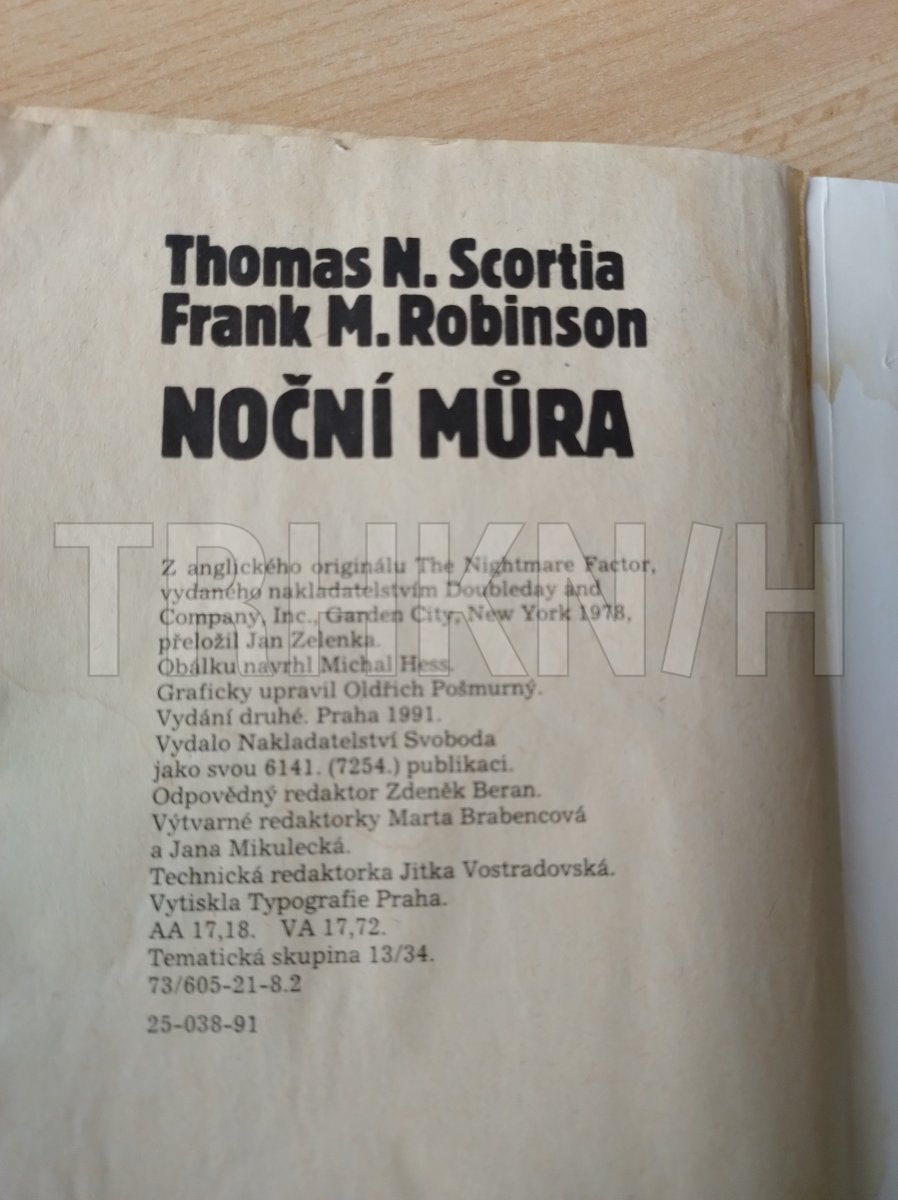 Thomas N. Scortia
Frank M. Robinson
NOČNÍ MŮRA
TRHKN/H
Z anglického originálu The Nightmare Factor,
vydaného nakladatelstvím Doubleday and
Company, Inc., Garden City, New York 1978,
přeložil Jan Zelenka.
Obálku navrhl Michal Hess.
Graficky upravil Oldřich Pošmurný.
Vydání druhé. Praha 1991.
Vydalo Nakladatelství Svoboda
jako svou 6141. (7254.) publikaci.
Odpovědný redaktor Zdeněk Beran.
Výtvarné redaktorky Marta Brabencová
a Jana Mikulecká.
Technická redaktorka Jitka Vostradovská.
Vytiskla Typografie Praha.
AA 17,18. VA 17,72.
Tematická skupina 13/34.
73/605-21-8.2
25-038-91